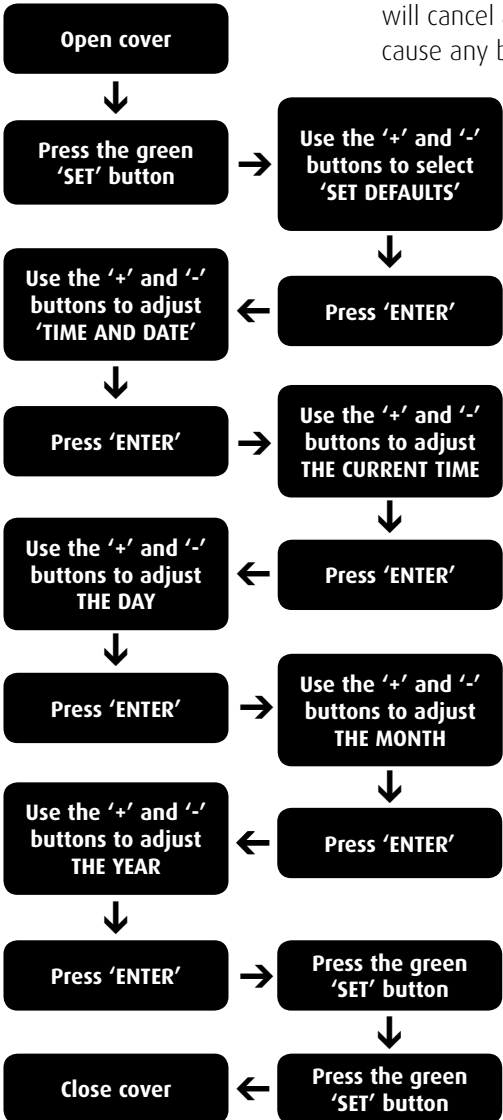 will cancel
cause any
Open cover
Press the green
‘SET’ button
Use the ‘+’ and ‘-’
buttons to select
‘SET DEFAULTS’
Press ‘ENTER’
Use the ‘+’ and ‘-’
buttons to adjust
‘TIME AND DATE’
Press ‘ENTER’
Use the ‘+’ and ‘-’
buttons to adjust
THE CURRENT TIME
Press ‘ENTER’
Use the ‘+’ and ‘-’
buttons to adjust
THE DAY
Press ‘ENTER’
Use the ‘+’ and ‘-’
buttons to adjust
THE MONTH
Press ‘ENTER’
Use the ‘+’ and ‘-’
buttons to adjust
THE YEAR
Press ‘ENTER’
Press the green
‘SET’ button
Press the green
‘SET’ button
Close cover